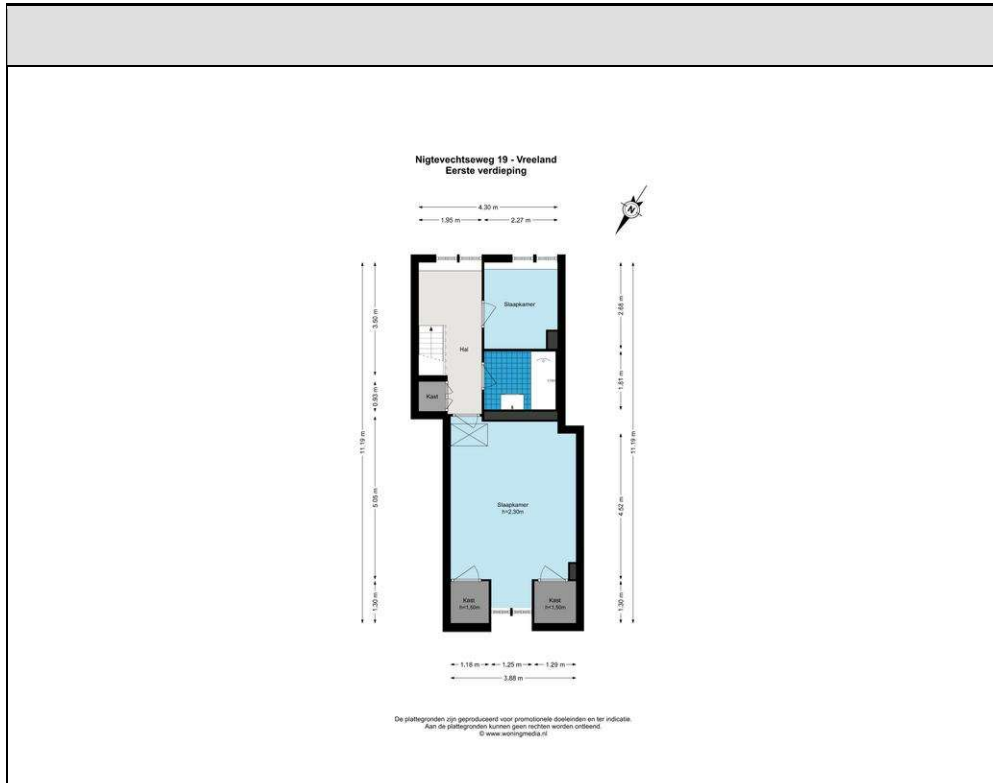 Nigtevechtseweg 19 - Vreeland
Eerste verdieping
4.30 m
1.95 m
2.27 m
N
11.19 m
3.60 m
0.93 m
5.05 m
1.30 m
2.68 m
1.81 m
4.52 m
1.30 m
11.19 m
Slaapkamer
Hal
Kast
Slaapkamer
h=2,30m
Kast
h=1,50m
Kast
h=1,50m
1.18 m
1.25 m
1.29 m
3.88 m
De plattegronden zijn geproduceerd voor promotionele doeleinden en ter indicatie.
Aan de plattegronden kunnen geen rechten worden ontleend.
© www.woningmedia.nl